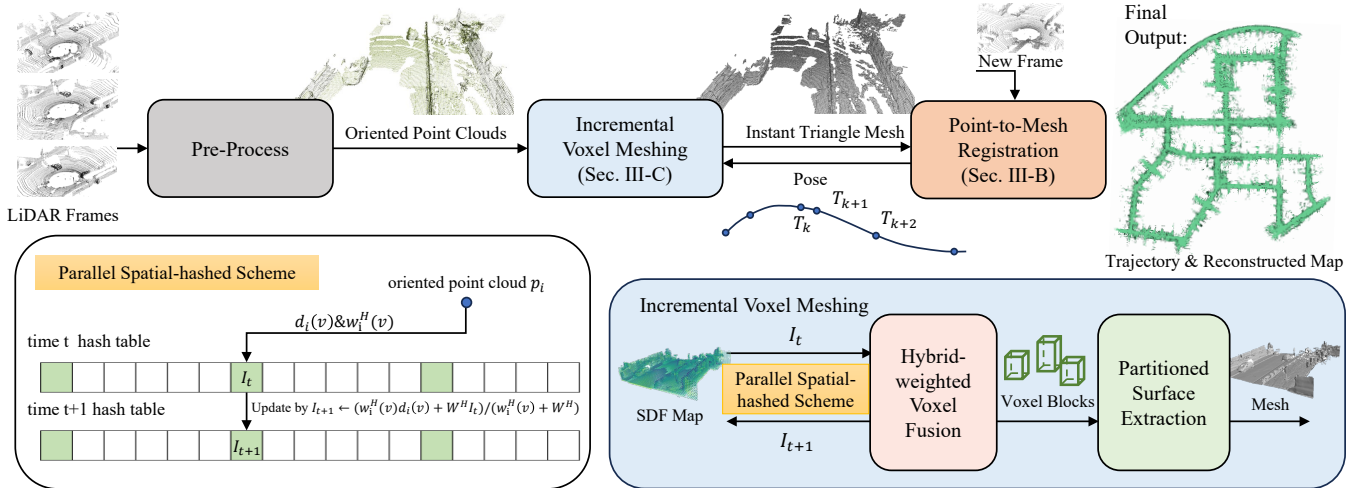 LiDAR Frames
Pre-Process
Oriented Point Clouds
Incremental
Voxel Meshing
(Sec. III-C)
Instant Triangle Mesh
New Frame
Point-to-Mesh
Registration
(Sec. III-B)
Pose
T_k
T_{k+1}
T_{k+2}
Final
Output:
Trajectory & Reconstructed Map
Parallel Spatial-hashed Scheme
oriented point cloud p_i
d_i(v)&w_i^H(v)
time t hash table
I_t
time t+1 hash table
Update by I_{t+1} ← (w_i^H(v)d_i(v) + W^H I_t)/(w_i^H(v) + W^H)
I_{t+1}
Incremental Voxel Meshing
SDF Map
I_t
Parallel Spatial-
hashed Scheme
I_{t+1}
Hybrid-
weighted
Voxel
Fusion
Voxel Blocks
Partitioned
Surface
Extraction
Mesh